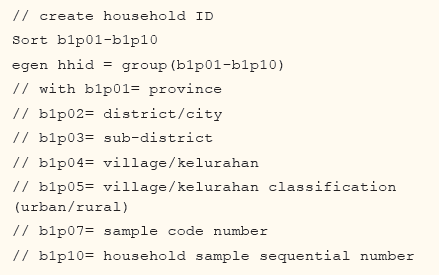 // create household ID
Sort b1p01-b1p10
egen hhid = group(b1p01-b1p10)
// with b1p01= province
// b1p02= district/city
// b1p03= sub-district
// b1p04= village/kelurahan
// b1p05= village/kelurahan classification
(urban/rural)
// b1p07= sample code number
// b1p10= household sample sequential number